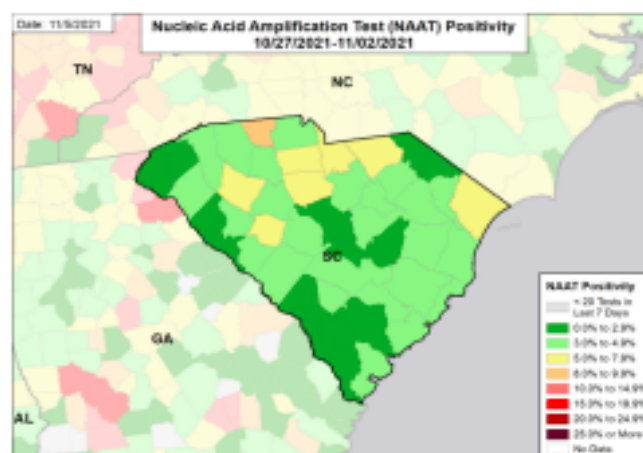 Date: 11/5/2021
Nucleic Acid Amplification Test (NAAT) Positivity
10/27/2021-11/02/2021
TN
NC
SC
GA
AL
NAAT Positivity
< 20 Tests in
Last 7 Days
0.0% to 2.9%
3.0% to 4.9%
5.0% to 7.9%
8.0% to 9.9%
10.0% to 14.9%
15.0% to 19.9%
20.0% to 24.9%
25.0% or More
No Data